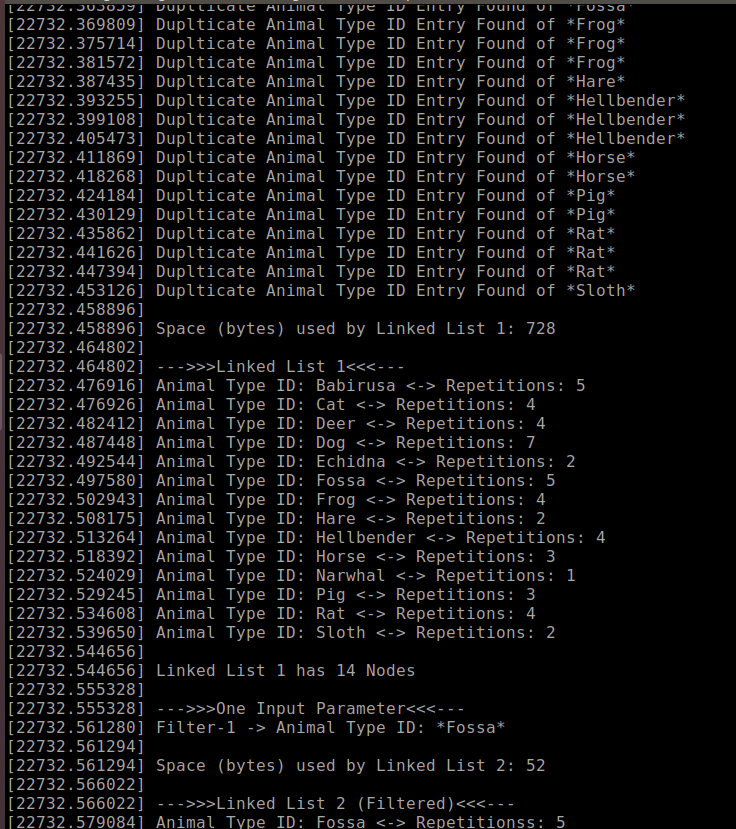 [22732.363859] Duplticate Animal Type ID Entry Found of *Fossa*
[22732.369809] Duplticate Animal Type ID Entry Found of *Frog*
[22732.375714] Duplticate Animal Type ID Entry Found of *Frog*
[22732.381572] Duplticate Animal Type ID Entry Found of *Frog*
[22732.387435] Duplticate Animal Type ID Entry Found of *Hare*
[22732.393255] Duplticate Animal Type ID Entry Found of *Hellbender*
[22732.399108] Duplticate Animal Type ID Entry Found of *Hellbender*
[22732.405473] Duplticate Animal Type ID Entry Found of *Hellbender*
[22732.411869] Duplticate Animal Type ID Entry Found of *Horse*
[22732.418268] Duplticate Animal Type ID Entry Found of *Horse*
[22732.424184] Duplticate Animal Type ID Entry Found of *Pig*
[22732.430129] Duplticate Animal Type ID Entry Found of *Pig*
[22732.435862] Duplticate Animal Type ID Entry Found of *Rat*
[22732.441626] Duplticate Animal Type ID Entry Found of *Rat*
[22732.447394] Duplticate Animal Type ID Entry Found of *Rat*
[22732.453126] Duplticate Animal Type ID Entry Found of *Sloth*
[22732.458896]
[22732.458896] Space (bytes) used by Linked List 1: 728
[22732.464802]
[22732.464802] --->>>Linked List 1<<<---
[22732.476916] Animal Type ID: Babirusa <-> Repetitions: 5
[22732.476926] Animal Type ID: Cat <-> Repetitions: 4
[22732.482412] Animal Type ID: Deer <-> Repetitions: 4
[22732.487448] Animal Type ID: Dog <-> Repetitions: 7
[22732.492544] Animal Type ID: Echidna <-> Repetitions: 2
[22732.497580] Animal Type ID: Fossa <-> Repetitions: 5
[22732.502943] Animal Type ID: Frog <-> Repetitions: 4
[22732.508175] Animal Type ID: Hare <-> Repetitions: 2
[22732.513264] Animal Type ID: Hellbender <-> Repetitions: 4
[22732.518392] Animal Type ID: Horse <-> Repetitions: 3
[22732.524029] Animal Type ID: Narwhal <-> Repetitions: 1
[22732.529245] Animal Type ID: Pig <-> Repetitions: 3
[22732.534608] Animal Type ID: Rat <-> Repetitions: 4
[22732.539650] Animal Type ID: Sloth <-> Repetitions: 2
[22732.544656]
[22732.544656] Linked List 1 has 14 Nodes
[22732.555328]
[22732.555328] --->>>One Input Parameter<<<---
[22732.561280] Filter-1 -> Animal Type ID: *Fossa*
[22732.561294]
[22732.561294] Space (bytes) used by Linked List 2: 52
[22732.566022]
[22732.566022] --->>>Linked List 2 (Filtered)<<<---
[22732.579084] Animal Type ID: Fossa <-> Repetitionss: 5